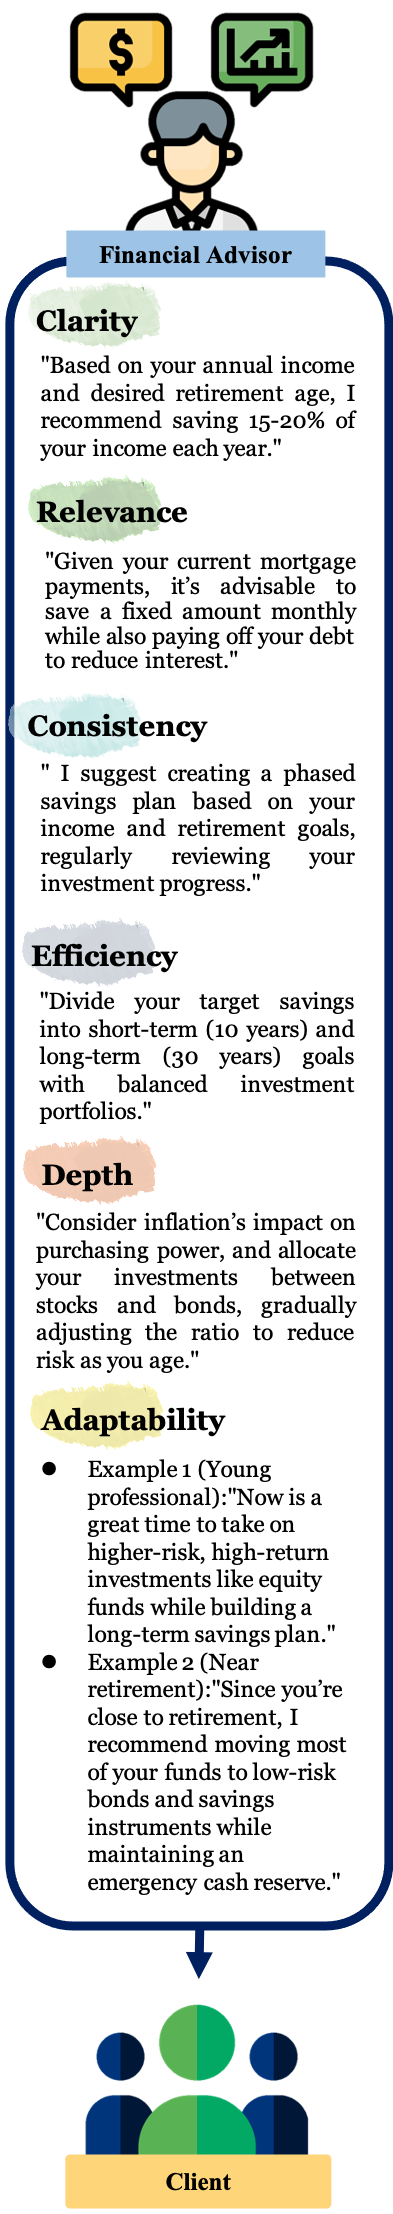 $
Financial Advisor
Clarity
"Based on your annual income
and desired retirement age, I
recommend saving 15-20% of
your income each year."
Relevance
"Given your current mortgage
payments, it’s advisable to
save a fixed amount monthly
while also paying off your debt
to reduce interest."
Consistency
" I suggest creating a phased
savings plan based on your
income and retirement goals,
regularly reviewing your
investment progress."
Efficiency
"Divide your target savings
into short-term (10 years) and
long-term (30 years) goals
with balanced investment
portfolios."
Depth
"Consider inflation’s impact on
purchasing power, and allocate
your investments between
stocks and bonds, gradually
adjusting the ratio to reduce
risk as you age."
Adaptability
● Example 1 (Young
professional):"Now is a
great time to take on
higher-risk, high-return
investments like equity
funds while building a
long-term savings plan."
● Example 2 (Near
retirement):"Since you’re
close to retirement, I
recommend moving most
of your funds to low-risk
bonds and savings
instruments while
maintaining an
emergency cash reserve."
Client